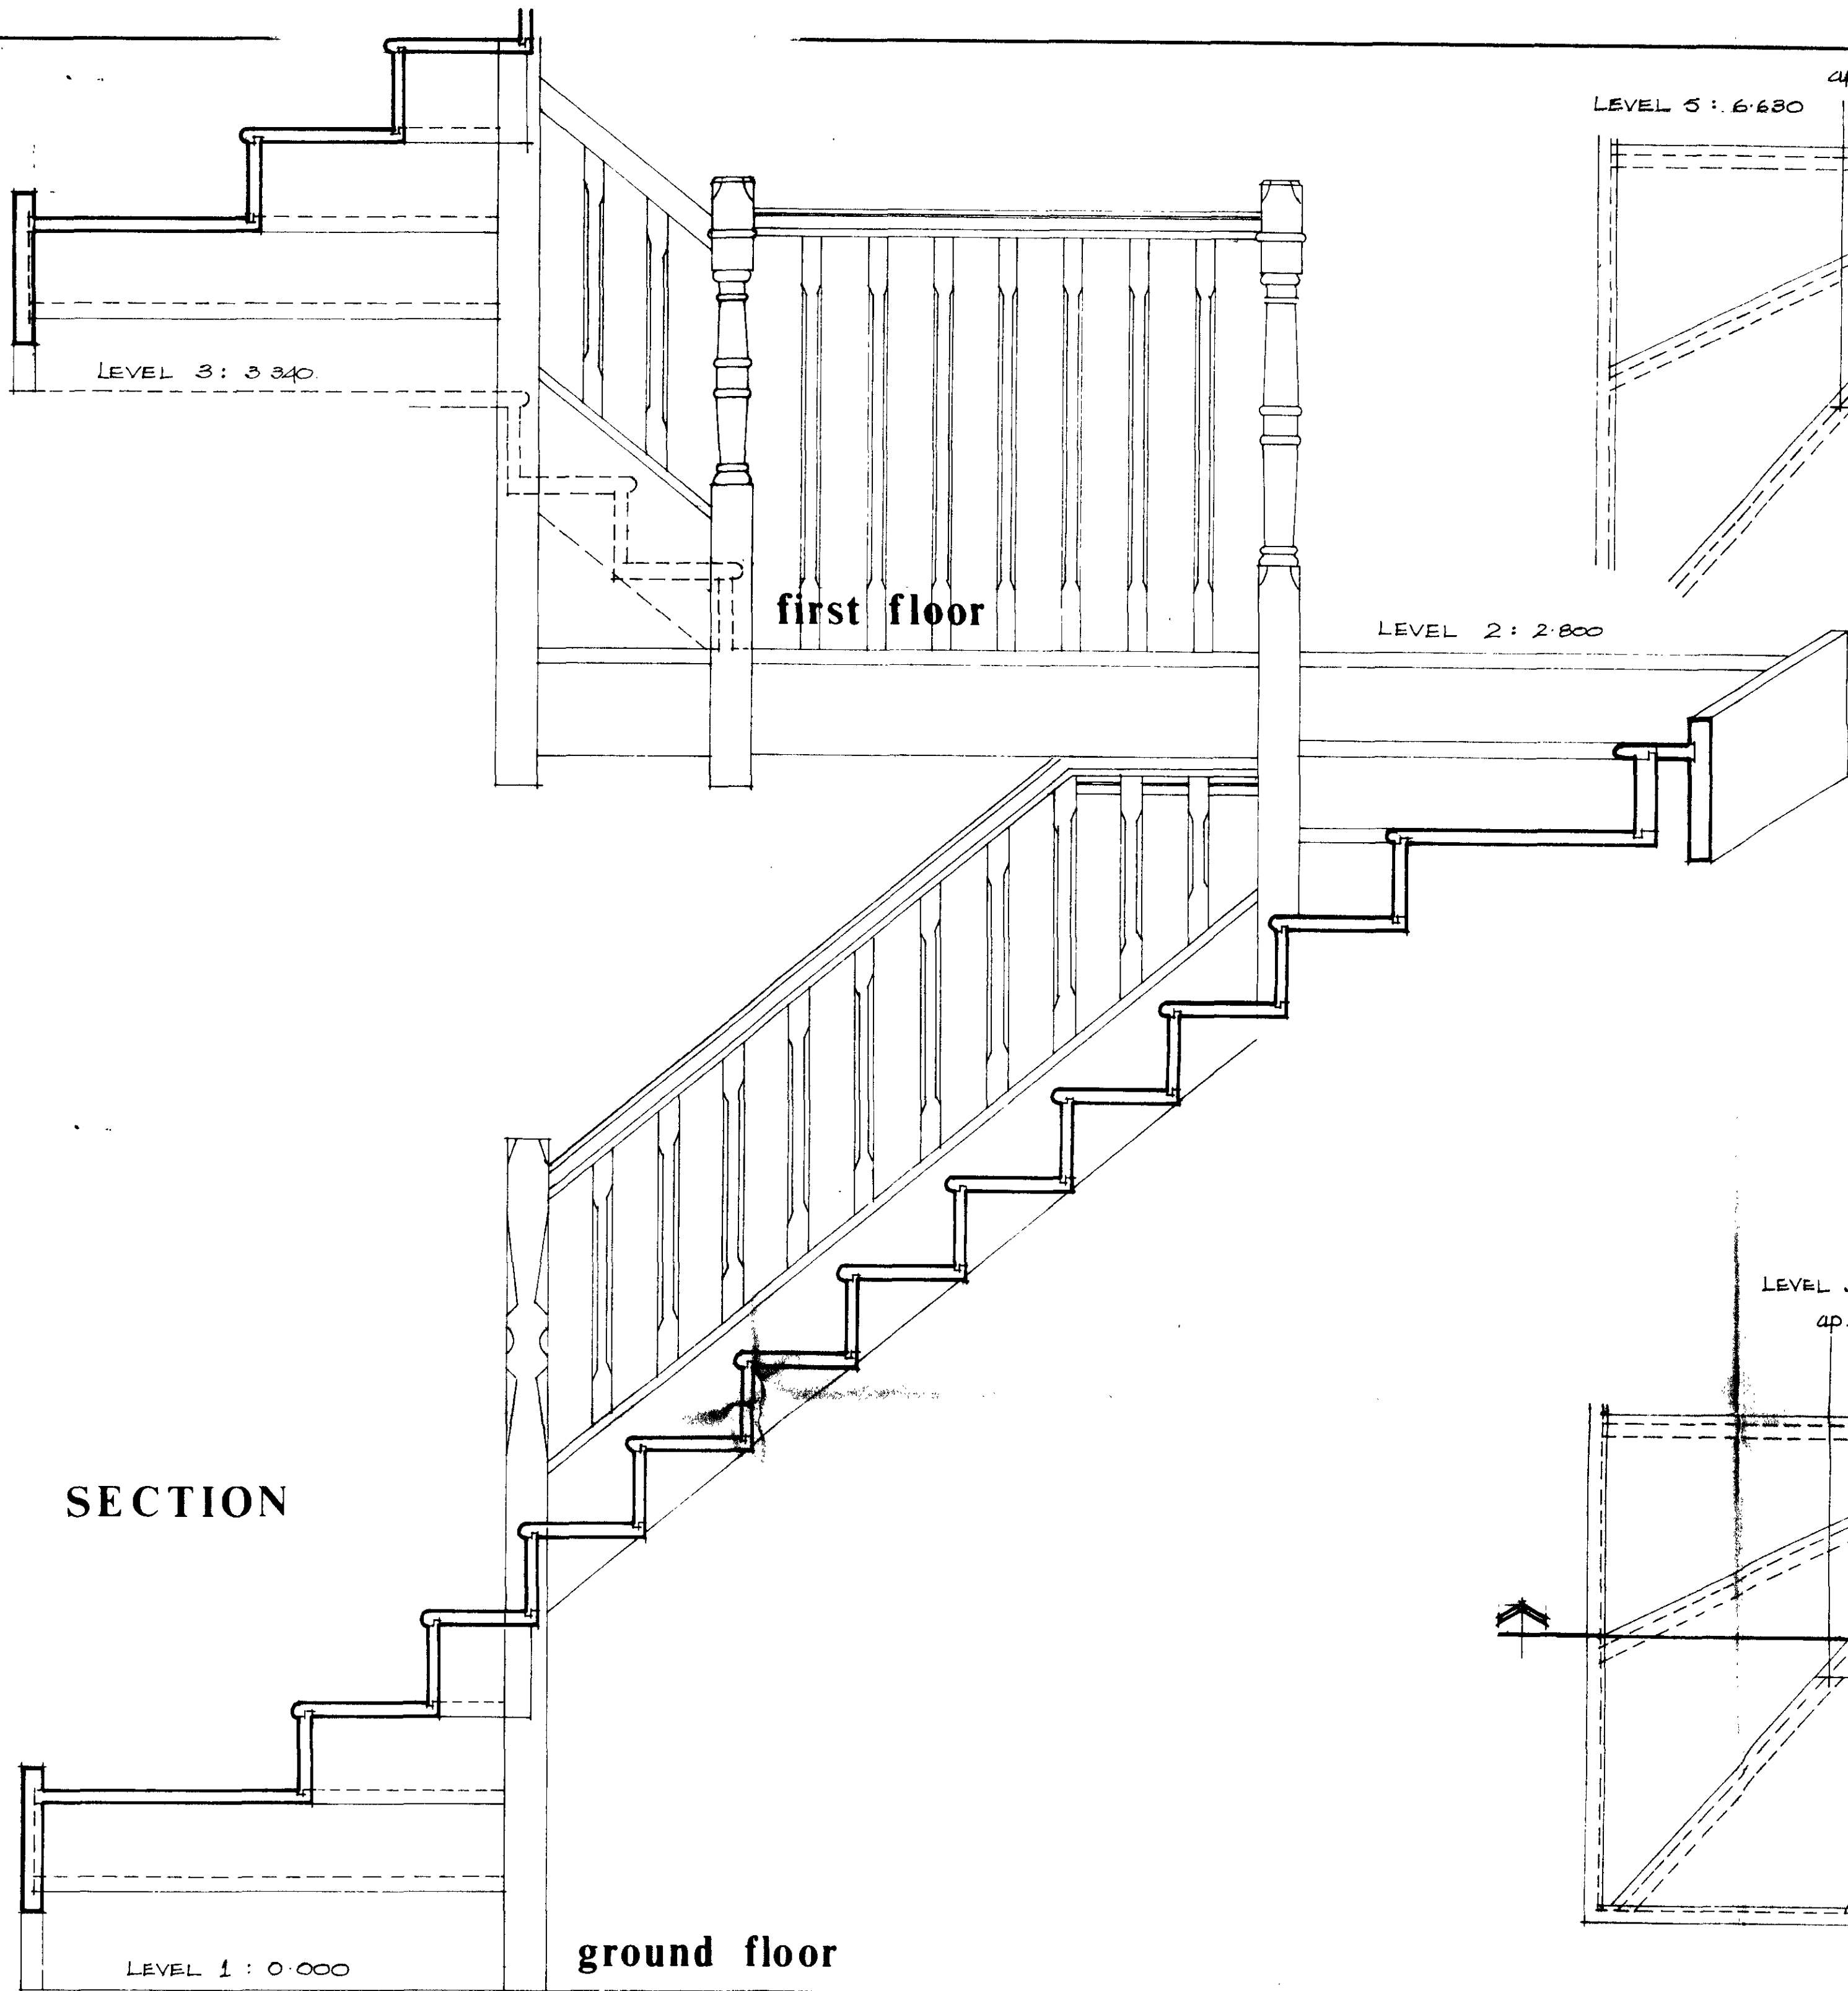 LEVEL 5 : 6·630
LEVEL 3 : 3 340
first floor
LEVEL 2 : 2·800
LEVEL
SECTION
ground floor
LEVEL 1 : 0·000